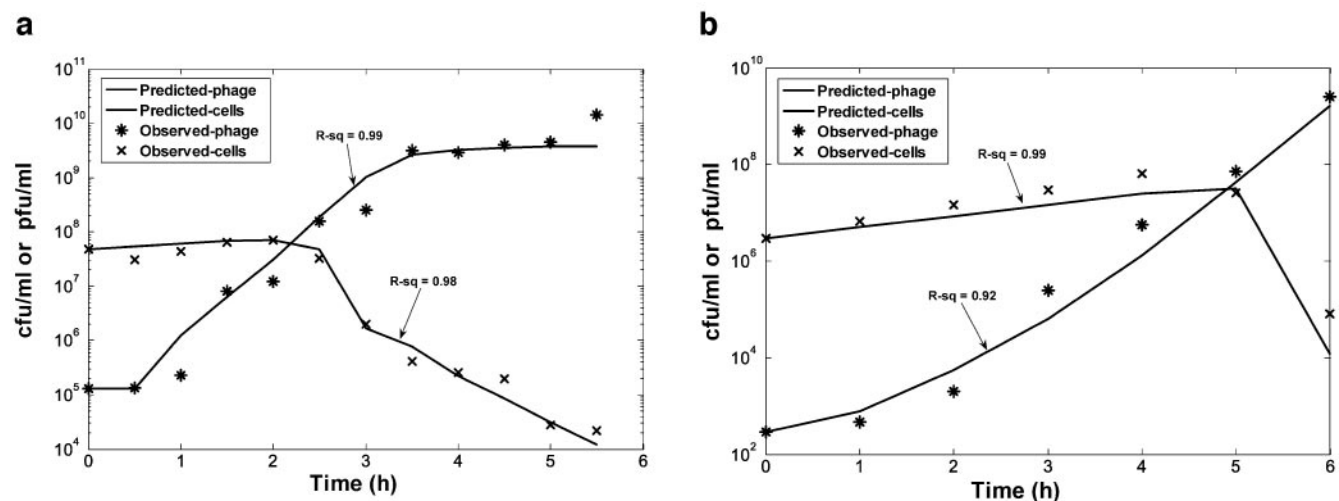 a
cfu/ml or pfu/ml
10^11
10^10
10^9
10^8
10^7
10^6
10^5
10^4
Predicted-phage
Predicted-cells
Observed-phage
Observed-cells
R-sq = 0.99
R-sq = 0.98
0 1 2 3 4 5 6
Time (h)
b
cfu/ml or pfu/ml
10^10
10^8
10^6
10^4
10^2
Predicted-phage
Predicted-cells
Observed-phage
Observed-cells
R-sq = 0.99
R-sq = 0.92
0 1 2 3 4 5 6
Time (h)